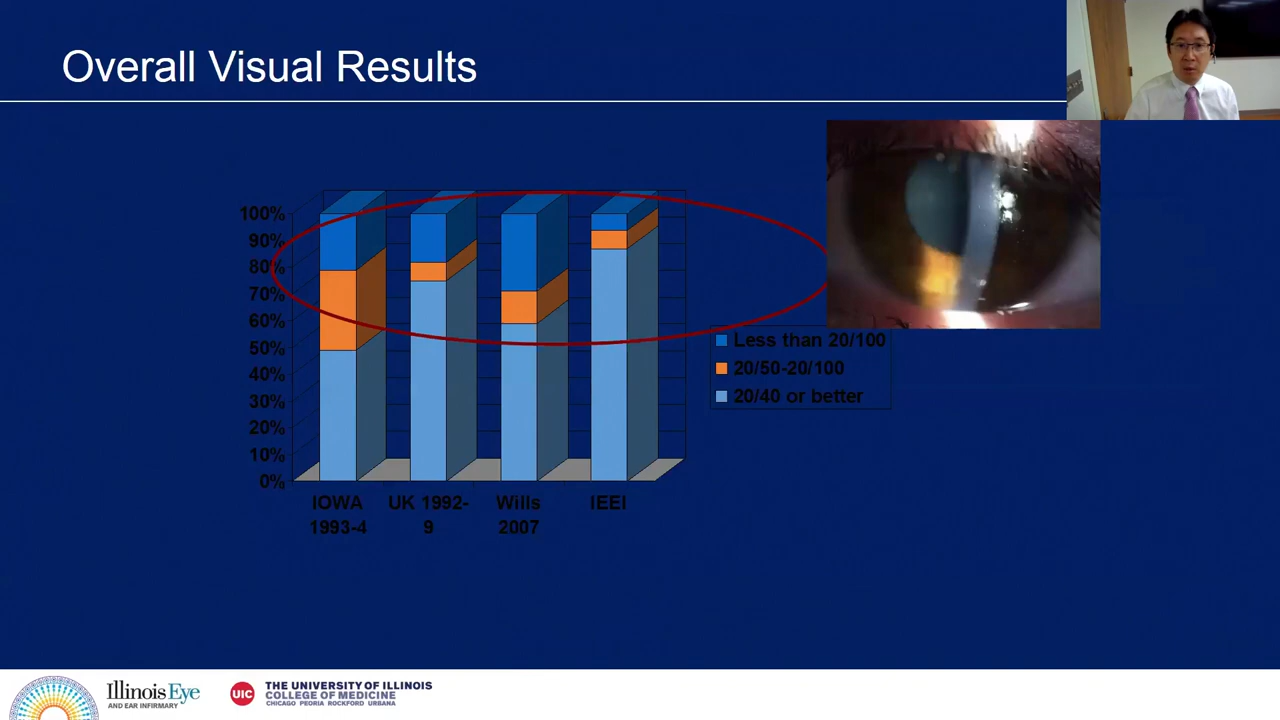 Overall Visual Results
100%
90%
80%
70%
60%
50%
40%
30%
20%
10%
0%
IOWA
1993-4
UK 1992-
9
Wills
2007
IEEI
Less than 20/100
20/50-20/100
20/40 or better
Illinois Eye
AND EAR INFIRMARY
UIC
THE UNIVERSITY OF ILLINOIS
COLLEGE OF MEDICINE
CHICAGO PEORIA ROCKFORD URBANA